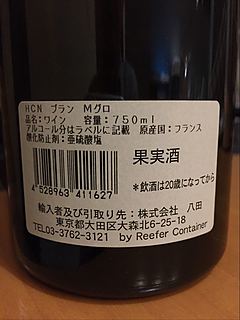 HCN ブラン Mグロ
品名:ワイン 容量:750ml
アルコール分はラベルに記載 原産国:フランス
酸化防止剤:亜硫酸塩
果実酒
4 528963 411627
*飲酒は20歳になってから
輸入者及び引取り先:株式会社 八田
東京都大田区大森北6-25-18
TEL03-3762-3121 by Reefer Container